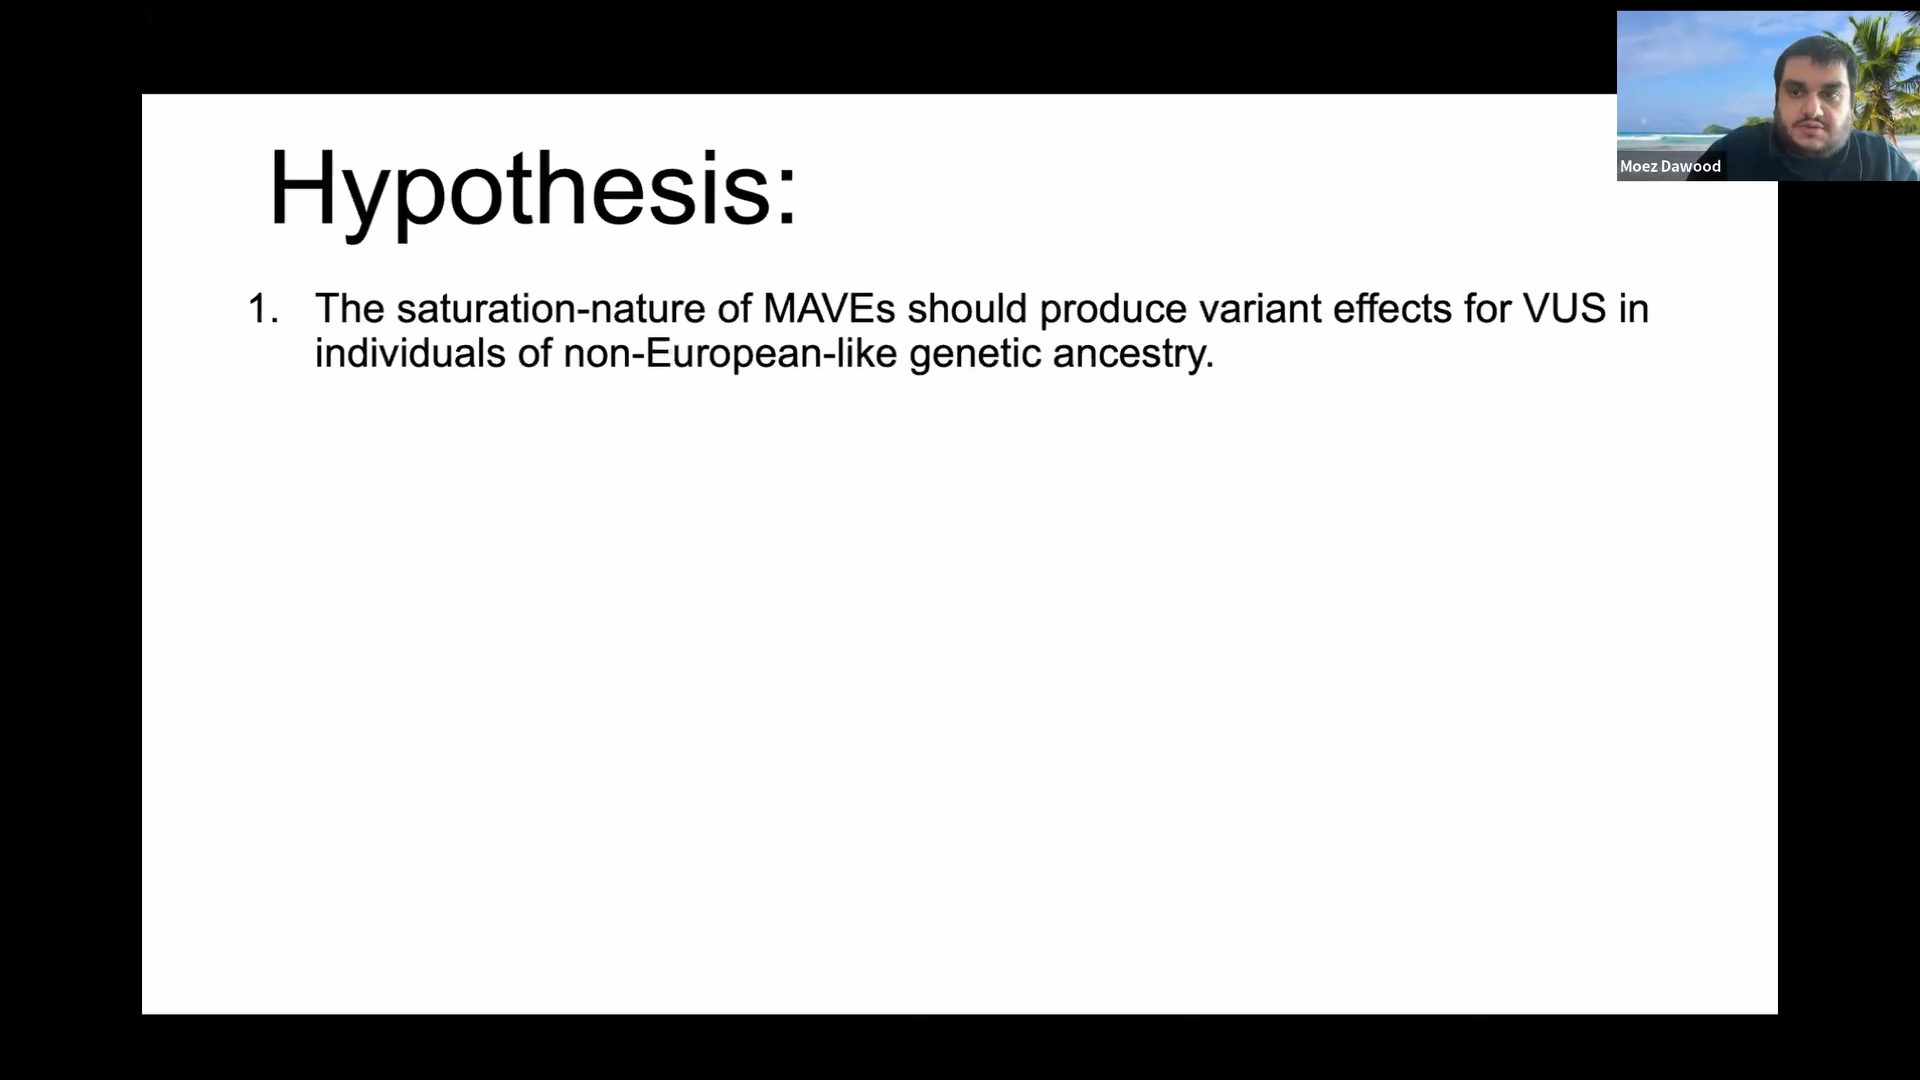 Hypothesis:
1. The saturation-nature of MAVEs should produce variant effects for VUS in
individuals of non-European-like genetic ancestry.
Moez Dawood